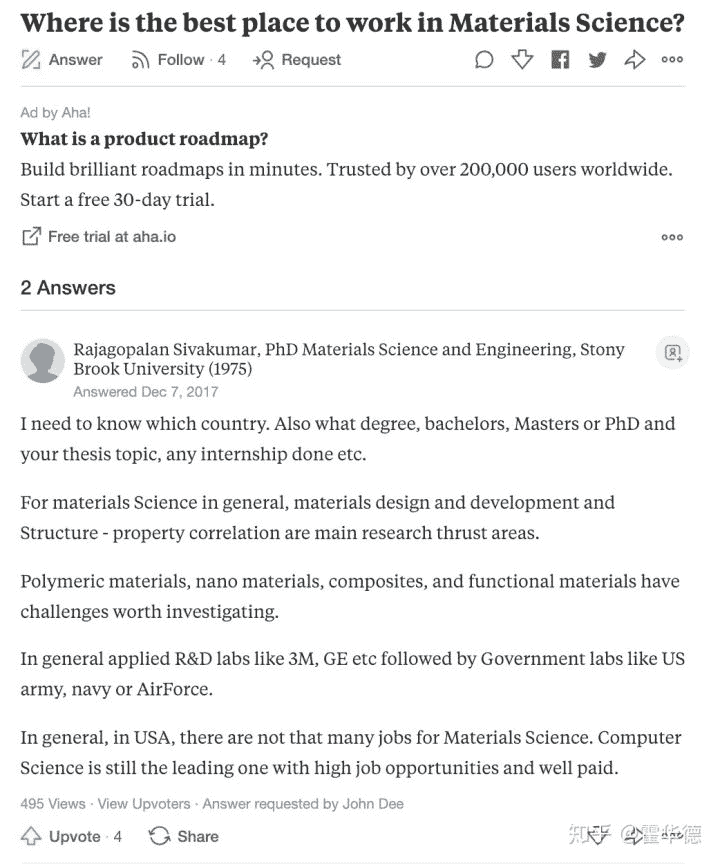 Where is the best place to work in Materials Science?
Answer Follow · 4 Request
Ad by Aha!
What is a product roadmap?
Build brilliant roadmaps in minutes. Trusted by over 200,000 users worldwide.
Start a free 30-day trial.
Free trial at aha.io
2 Answers
Rajagopalan Sivakumar, PhD Materials Science and Engineering, Stony
Brook University (1975)
Answered Dec 7, 2017
I need to know which country. Also what degree, bachelors, Masters or PhD and
your thesis topic, any internship done etc.
For materials Science in general, materials design and development and
Structure - property correlation are main research thrust areas.
Polymeric materials, nano materials, composites, and functional materials have
challenges worth investigating.
In general applied R&D labs like 3M, GE etc followed by Government labs like US
army, navy or AirForce.
In general, in USA, there are not that many jobs for Materials Science. Computer
Science is still the leading one with high job opportunities and well paid.
495 Views · View Upvoters · Answer requested by John Dee
Upvote · 4 Share
知乎 @霍华德